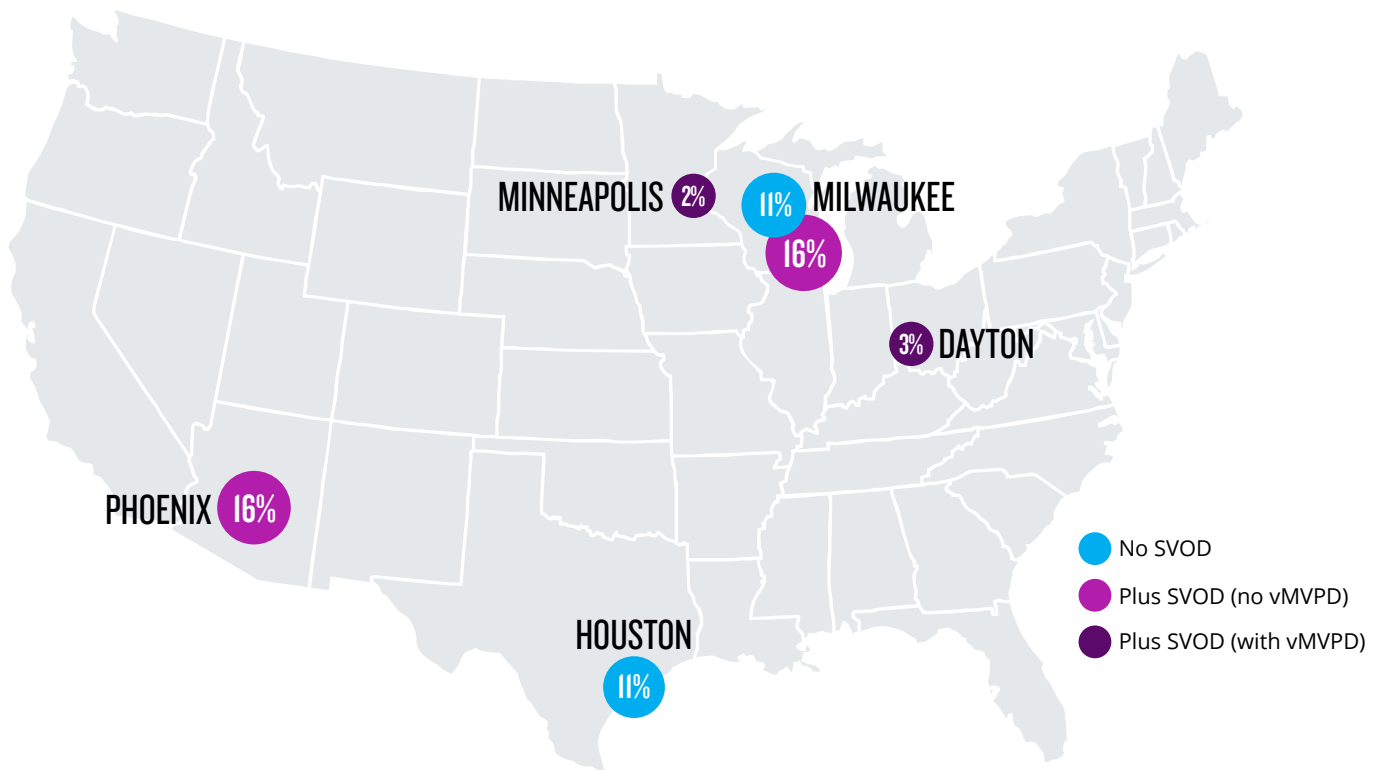 MINNEAPOLIS 2%
11% MILWAUKEE
16%
3% DAYTON
PHOENIX 16%
HOUSTON
11%
No SVOD
Plus SVOD (no vMVPD)
Plus SVOD (with vMVPD)